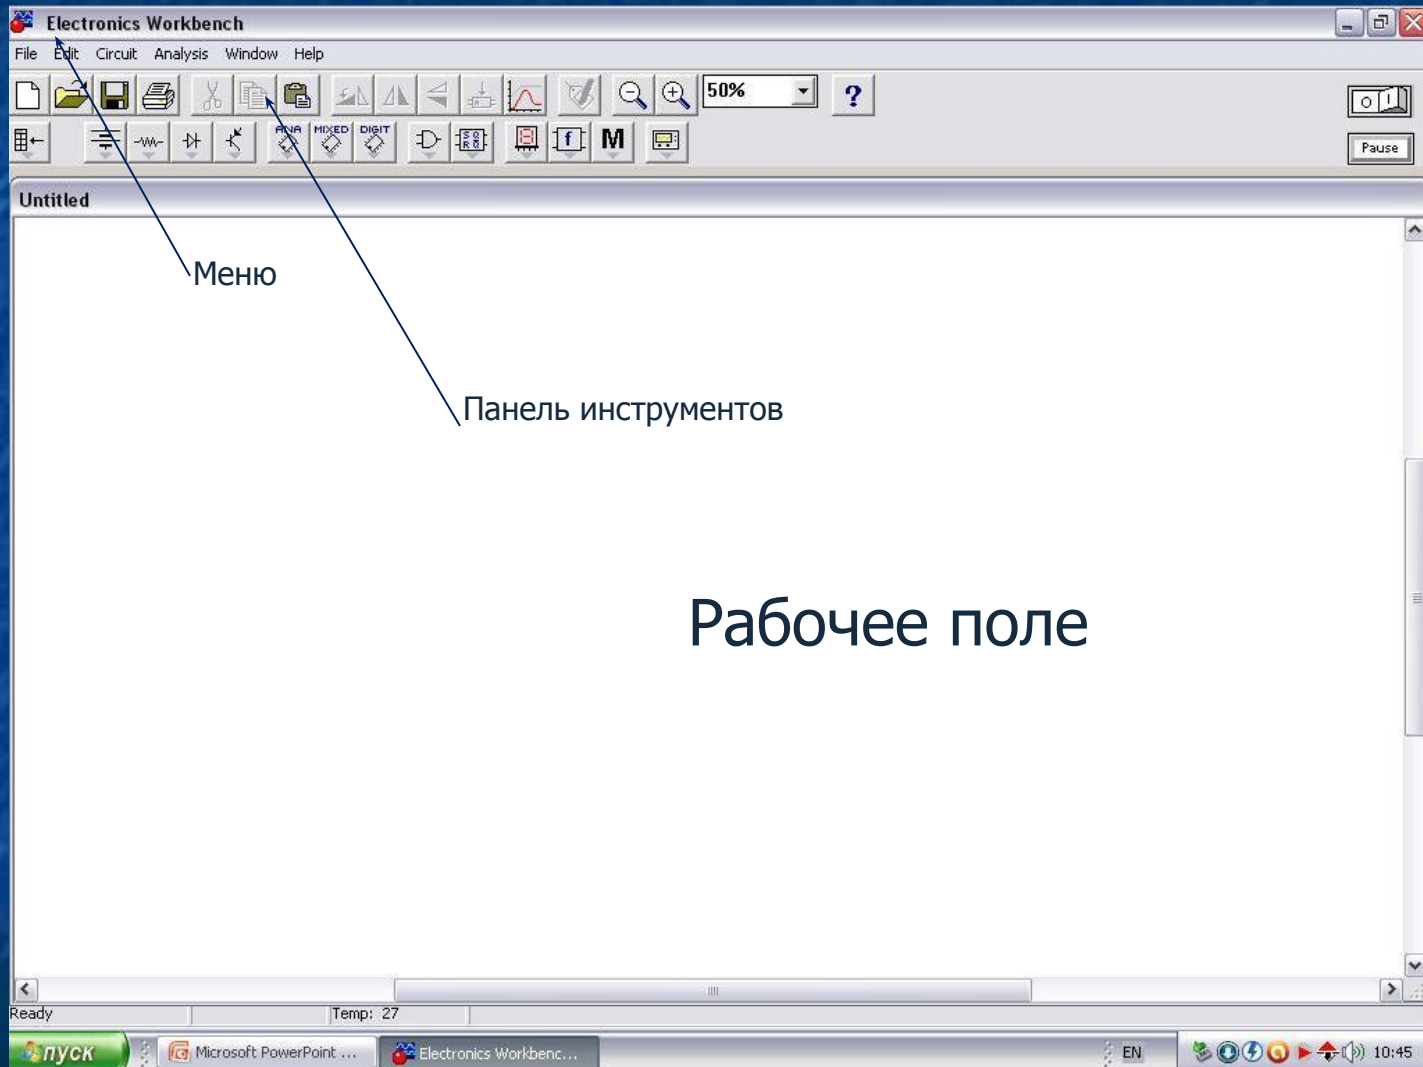 Electronics Workbench
File Edit Circuit Analysis Window Help
50% ?
ANA MIXED DIGIT f M
Pause
Untitled
Меню
Панель инструментов
Рабочее поле
Ready Temp: 27
пуск Microsoft PowerPoint ... Electronics Workbenc... EN 10:45